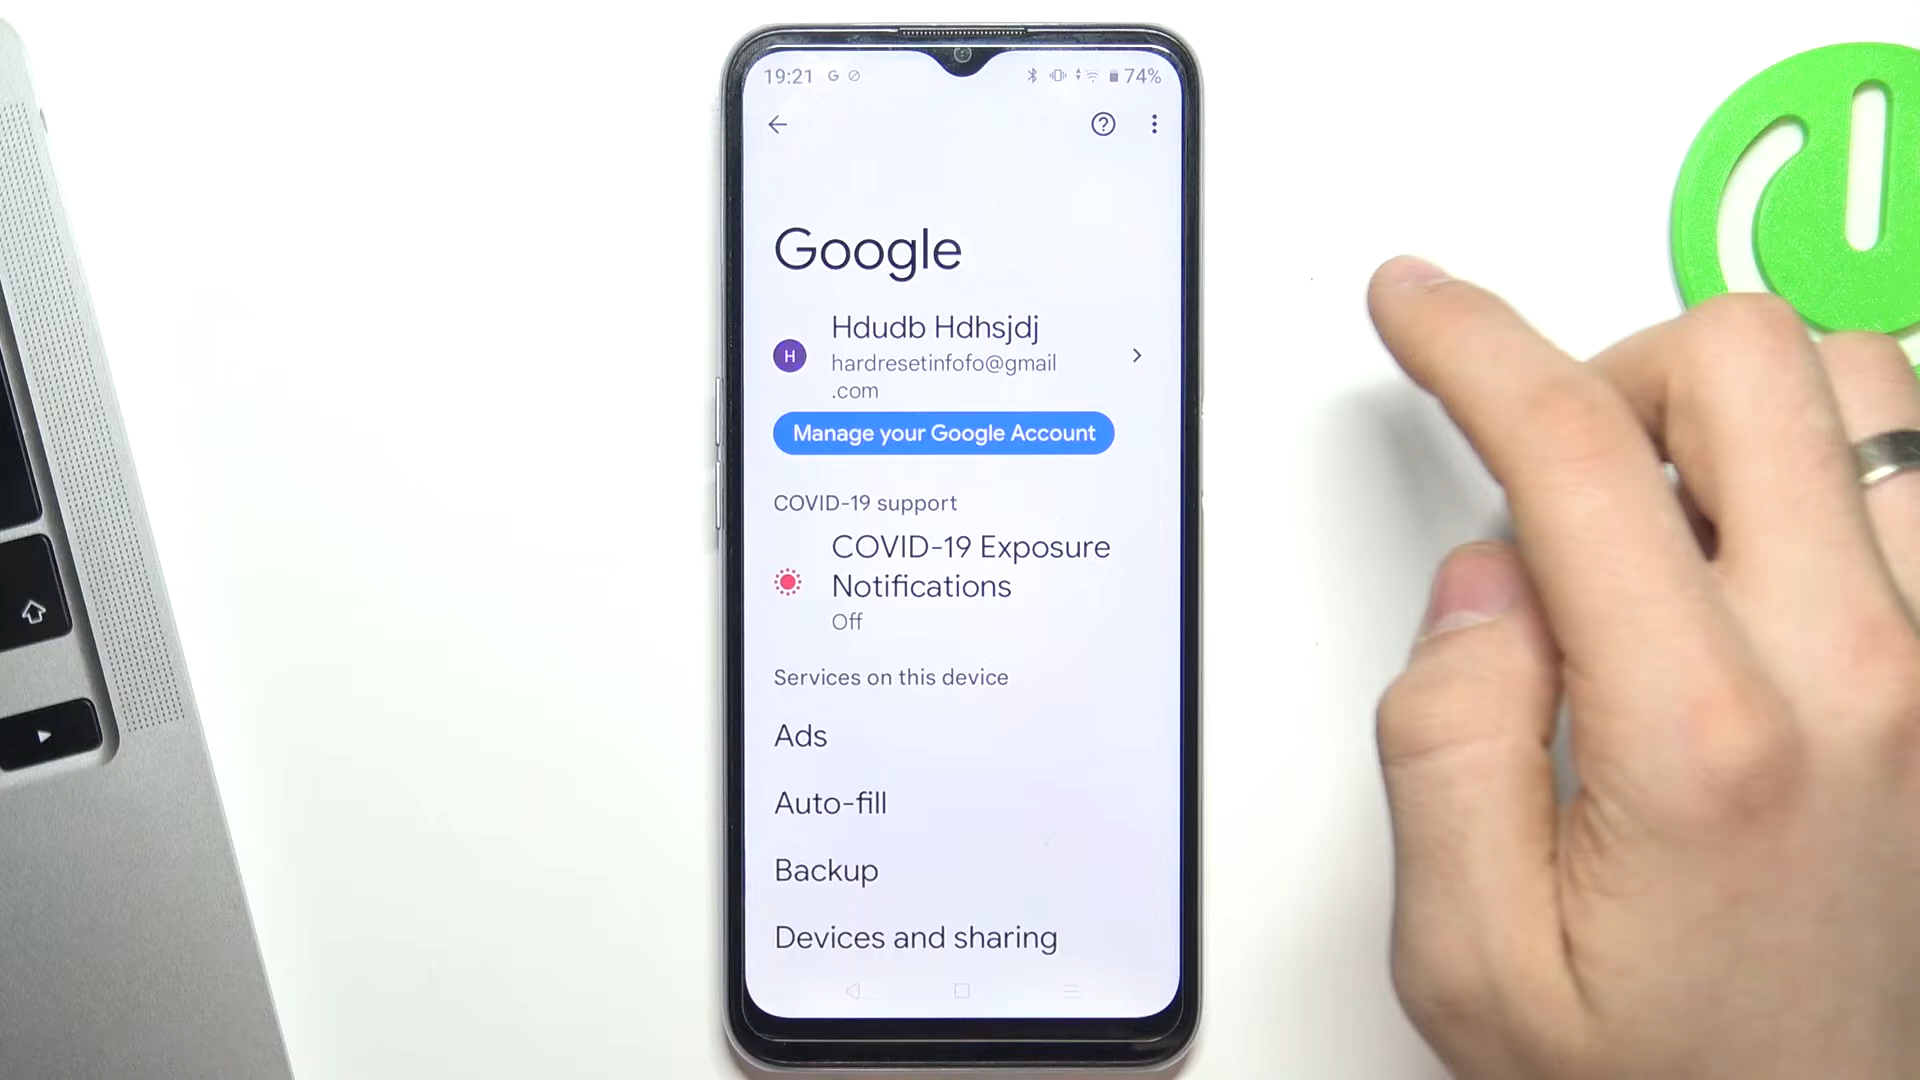 19:21
74%
Google
Hdudb Hdhsjdj
H
hardresetinfofo@gmail
.com
Manage your Google Account
COVID-19 support
COVID-19 Exposure
Notifications
Off
Services on this device
Ads
Auto-fill
Backup
Devices and sharing